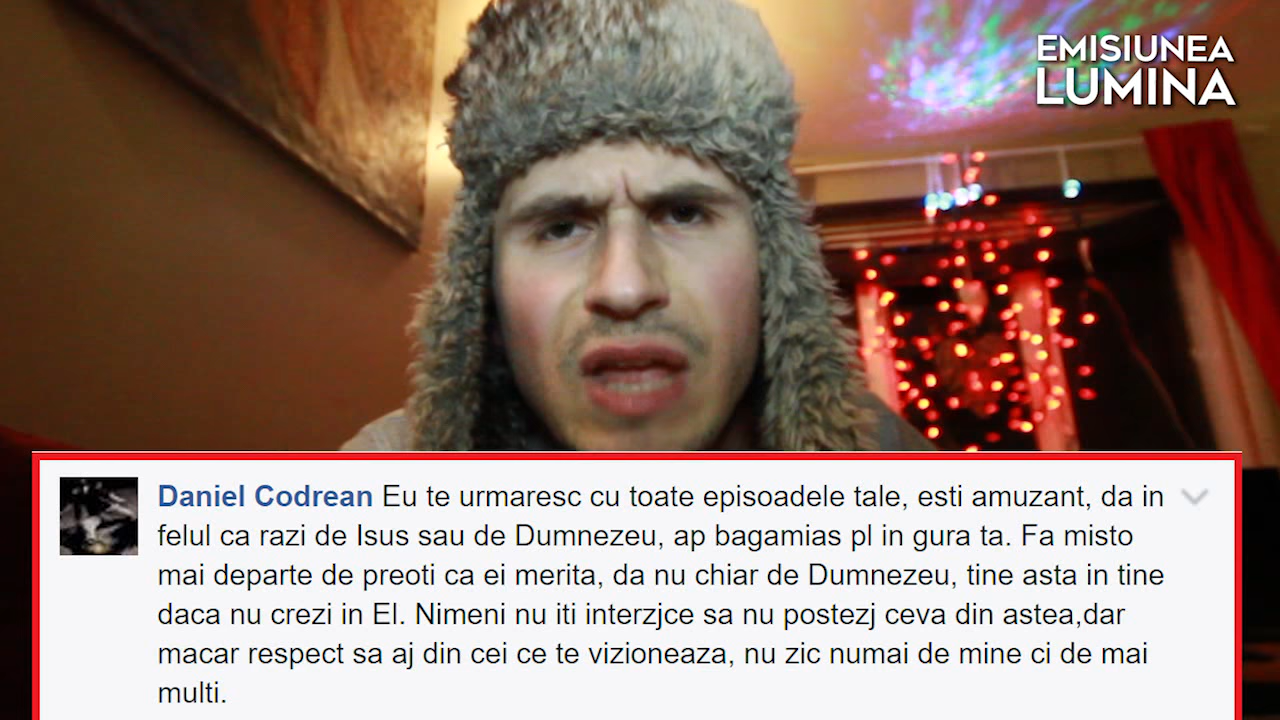 EMISIUNEA
LUMINA
Daniel Codrean Eu te urmaresc cu toate episoadele tale, esti amuzant, da in
felul ca razi de Isus sau de Dumnezeu, ap bagamias pl in gura ta. Fa misto
mai departe de preoti ca ei merita, da nu chiar de Dumnezeu, tine asta in tine
daca nu crezi in El. Nimeni nu iti interzjce sa nu postezj ceva din astea,dar
macar respect sa aj din cei ce te vizioneaza, nu zic numai de mine ci de mai
multi.